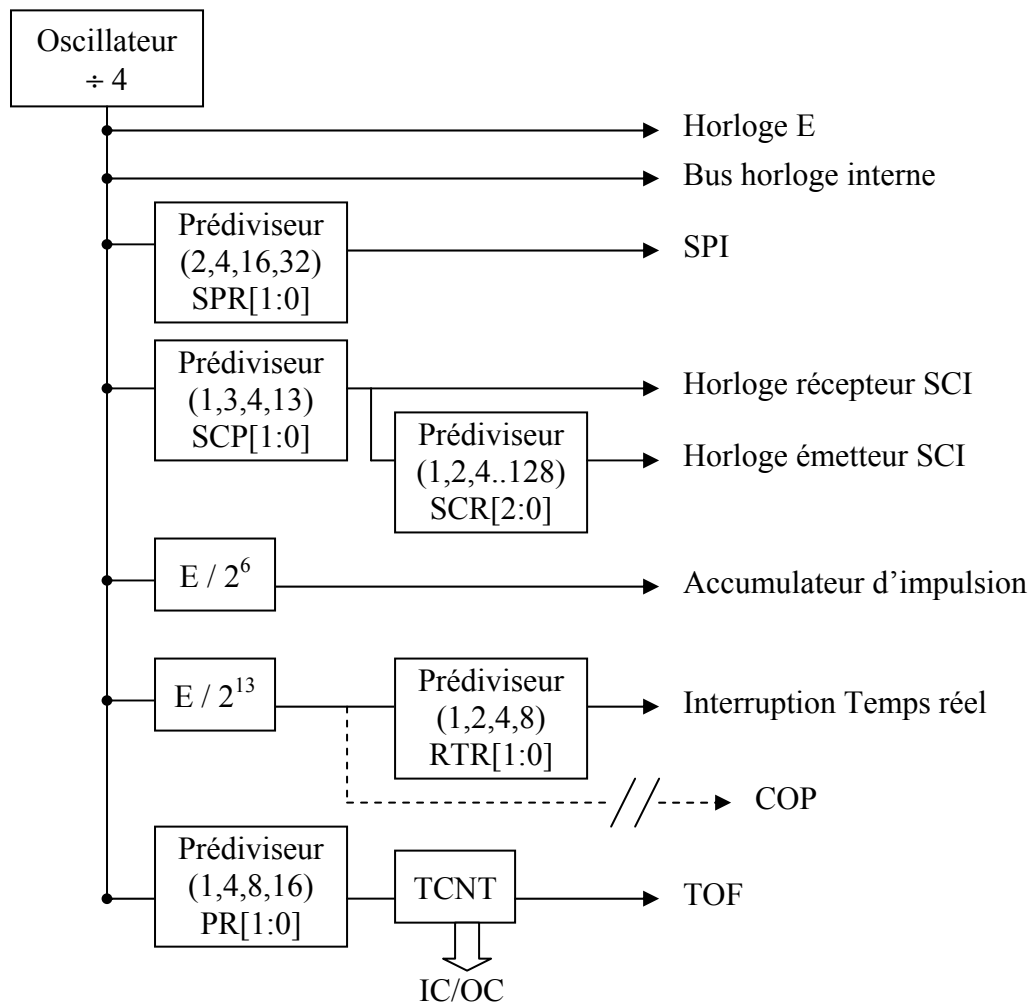 Oscillateur
÷ 4
Horloge E
Bus horloge interne
Prédiviseur
(2,4,16,32)
SPR[1:0]
SPI
Prédiviseur
(1,3,4,13)
SCP[1:0]
Horloge récepteur SCI
Prédiviseur
(1,2,4..128)
SCR[2:0]
Horloge émetteur SCI
E / 2⁶
Accumulateur d’impulsion
E / 2¹³
Prédiviseur
(1,2,4,8)
RTR[1:0]
Interruption Temps réel
COP
Prédiviseur
(1,4,8,16)
PR[1:0]
TCNT
TOF
IC/OC